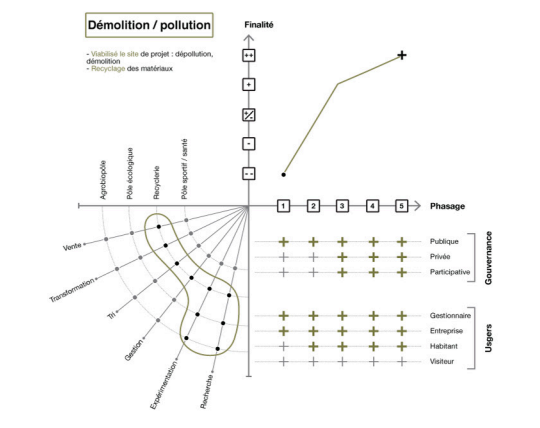 Démolition / pollution
Finalité
- Viabilisé le site de projet : dépollution,
démolition
- Recyclage des matériaux
++
+
+/-
-
--
Agrobiopôle
Pôle écologique
Recyclerie
Pôle sportif / santé
1
2
3
4
5
Phasage
Vente
Transformation
Tri
Gestion
Expérimentation
Recherche
Publique
Privée
Participative
Gouvernance
Gestionnaire
Entreprise
Habitant
Visiteur
Usgers